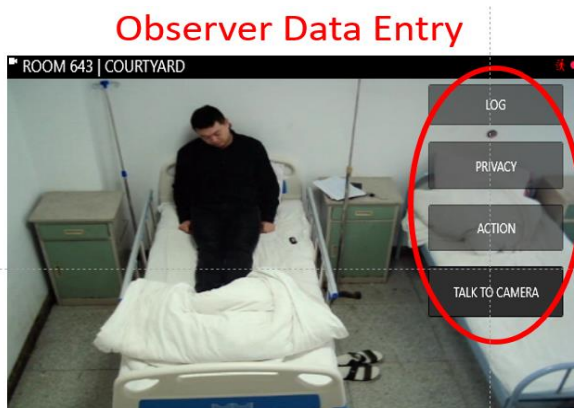 Observer Data Entry
ROOM 643 | COURTYARD
LOG
PRIVACY
ACTION
TALK TO CAMERA